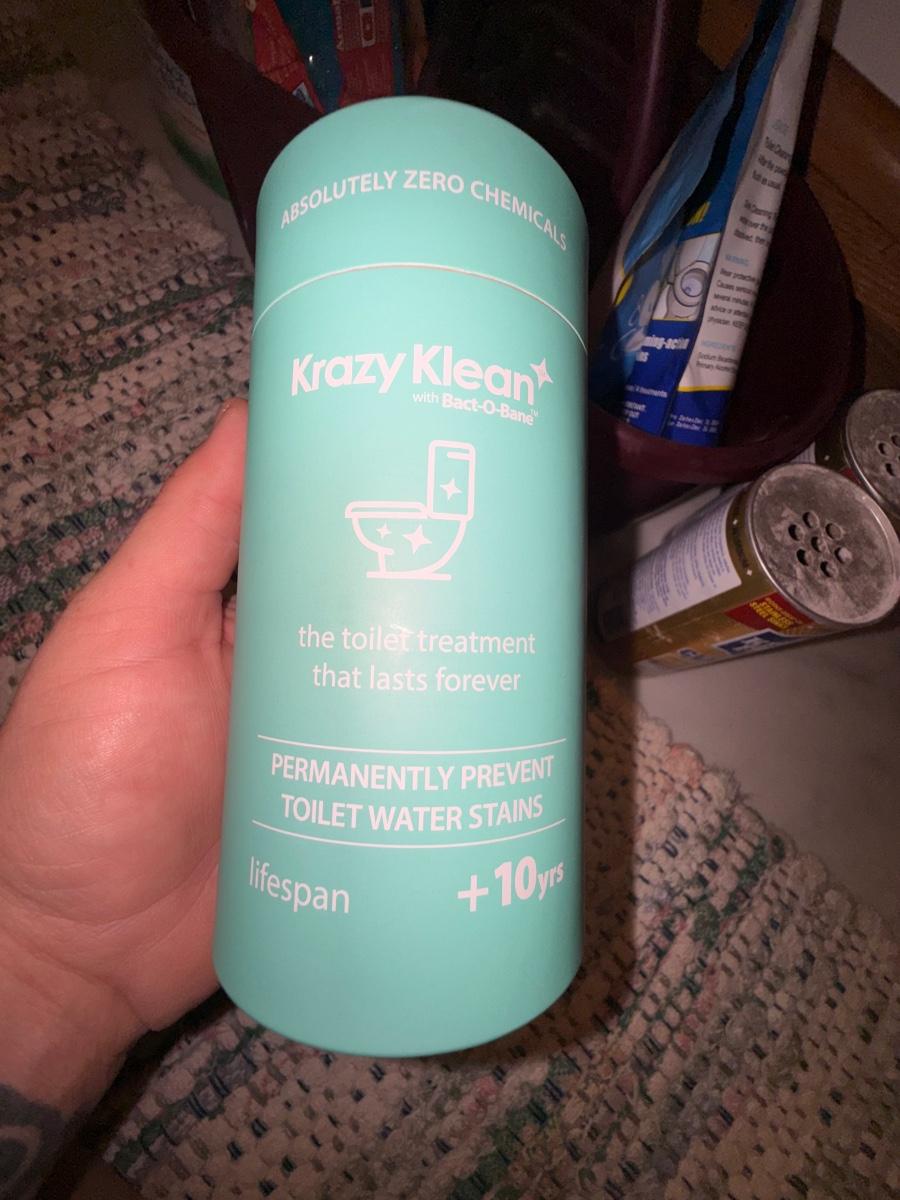 ABSOLUTELY ZERO CHEMICALS
Krazy Klean
with Bact-O-Bane™
the toilet treatment
that lasts forever
PERMANENTLY PREVENT
TOILET WATER STAINS
lifespan +10yrs